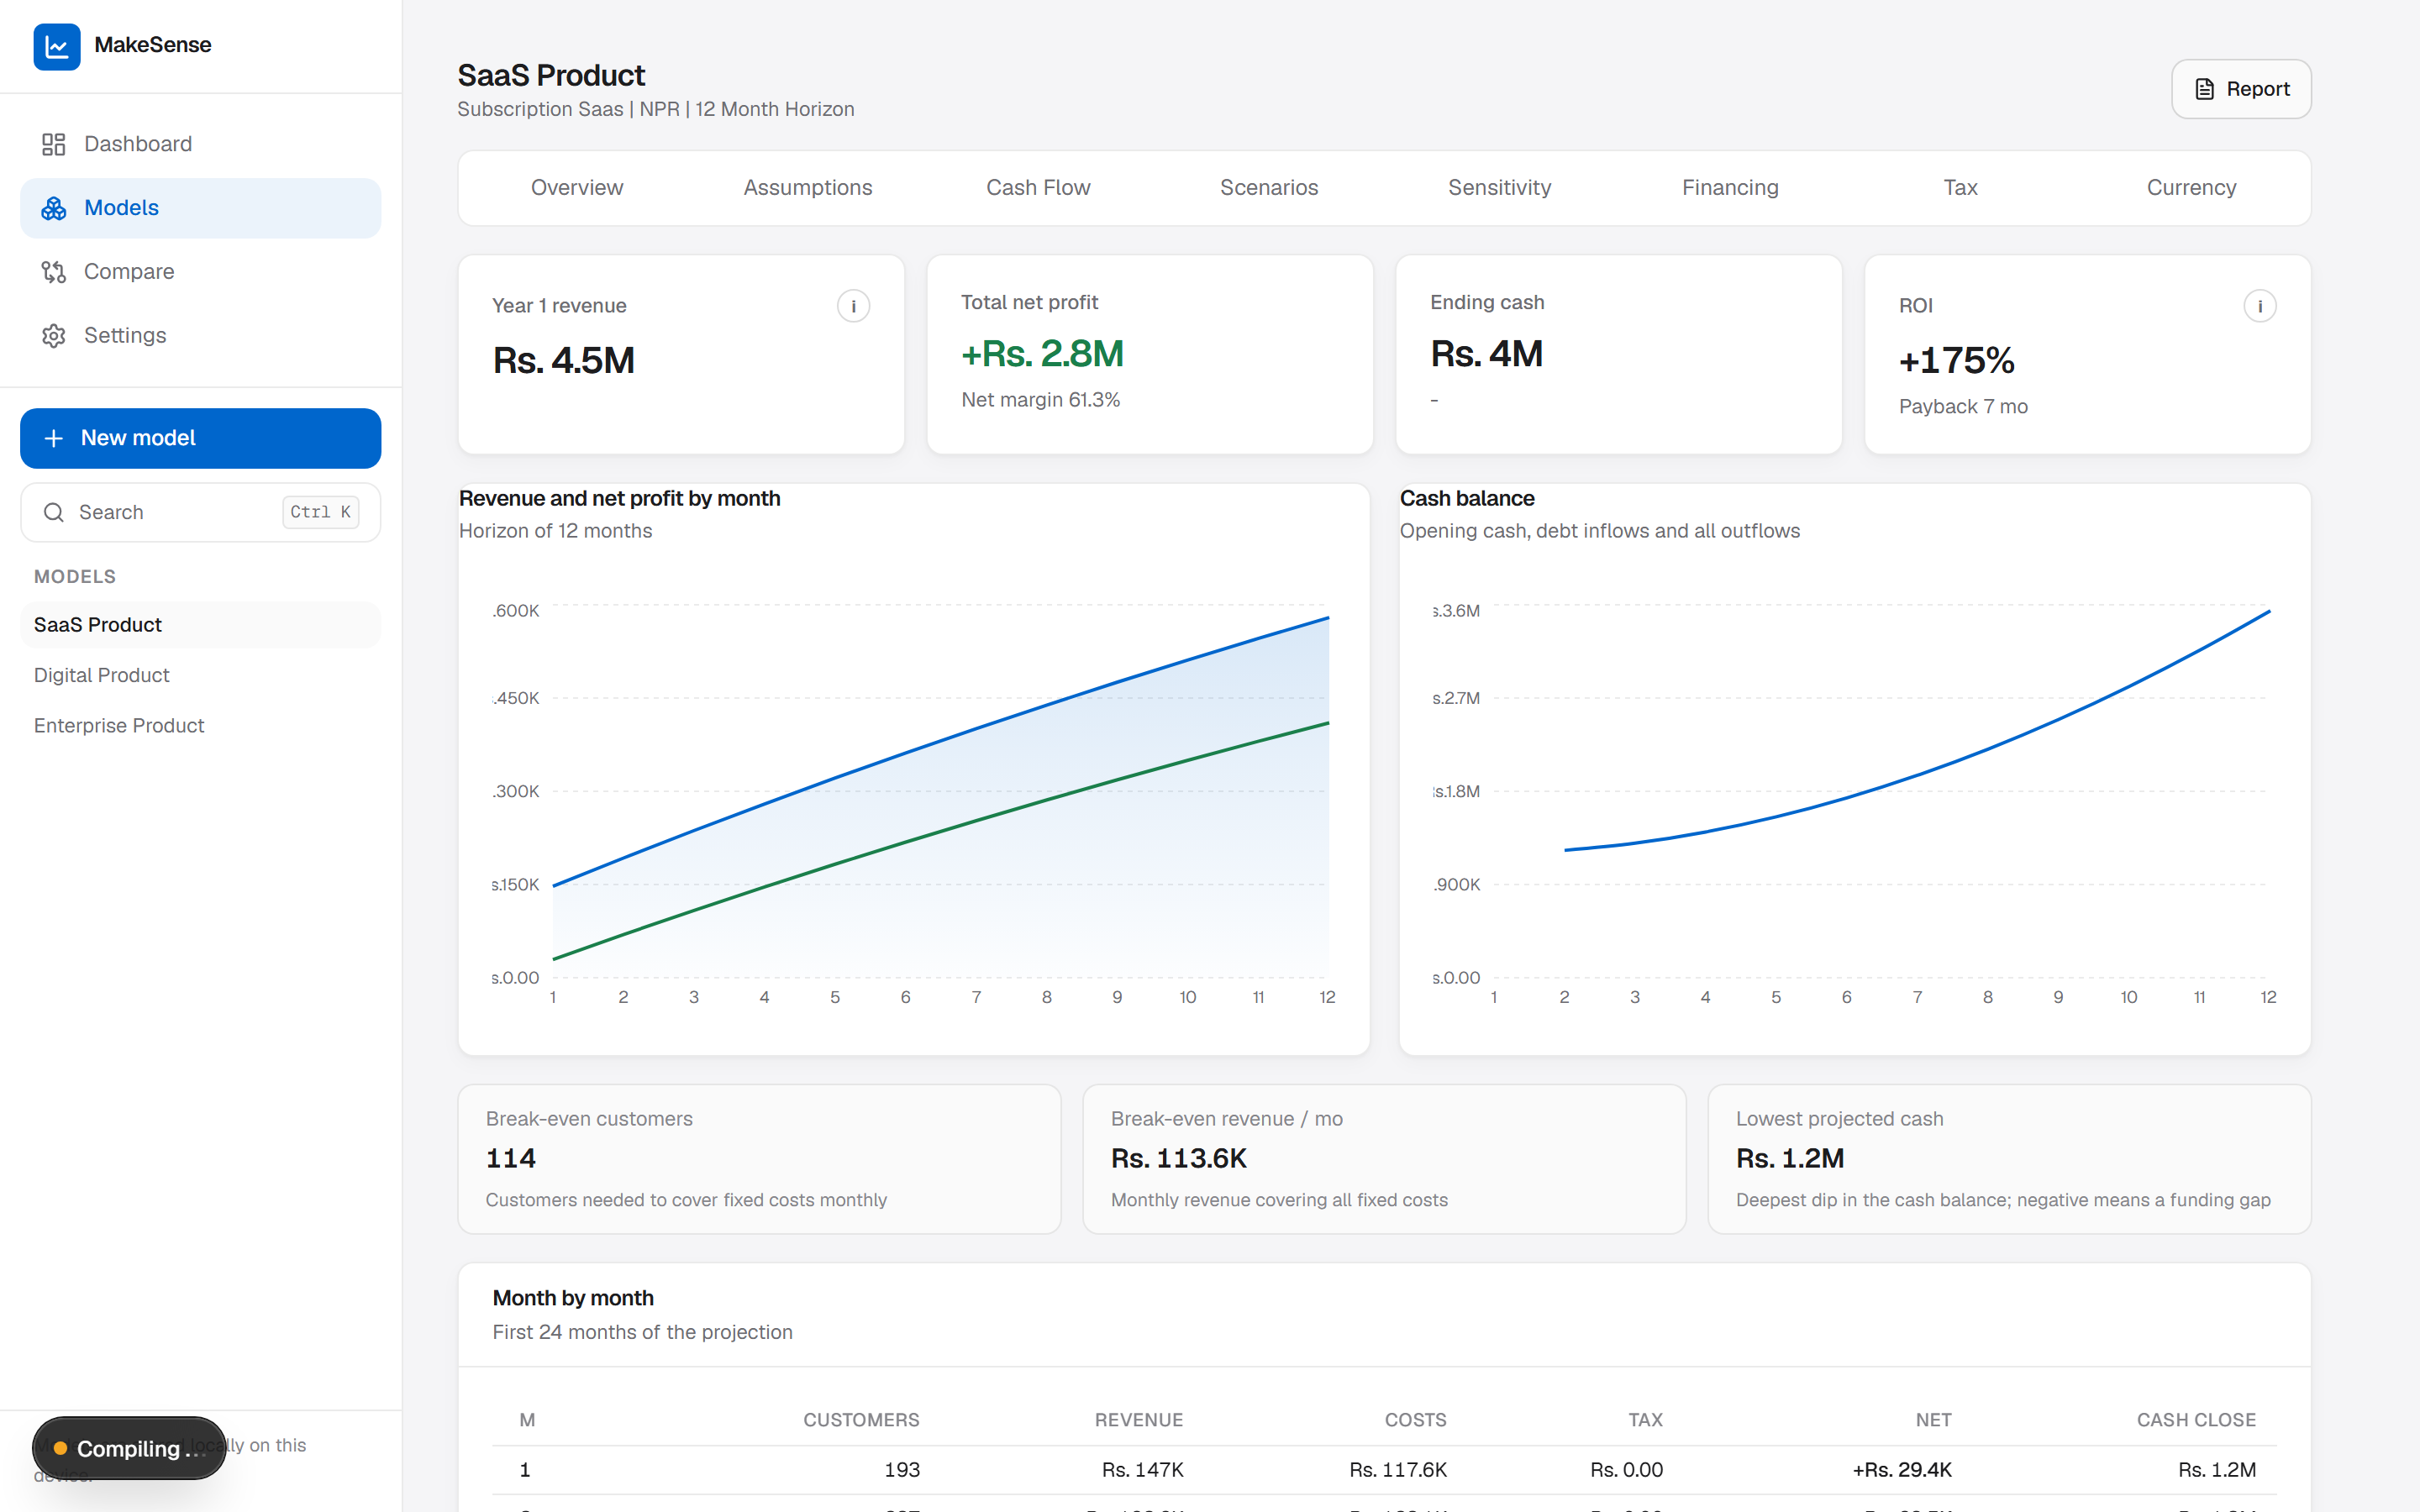 MakeSense
Dashboard
Models
Compare
Settings
New model
Search Ctrl K
MODELS
SaaS Product
Digital Product
Enterprise Product
locally on this
device.
Compiling ...
SaaS Product
Subscription Saas | NPR | 12 Month Horizon
Report
Overview Assumptions Cash Flow Scenarios Sensitivity Financing Tax Currency
Year 1 revenue i
Rs. 4.5M
Total net profit
+Rs. 2.8M
Net margin 61.3%
Ending cash
Rs. 4M
-
ROI i
+175%
Payback 7 mo
Revenue and net profit by month
Horizon of 12 months
.600K
.450K
.300K
s.150K
s.0.00
1 2 3 4 5 6 7 8 9 10 11 12
Cash balance
Opening cash, debt inflows and all outflows
s.3.6M
s.2.7M
s.1.8M
.900K
s.0.00
1 2 3 4 5 6 7 8 9 10 11 12
Break-even customers
114
Customers needed to cover fixed costs monthly
Break-even revenue / mo
Rs. 113.6K
Monthly revenue covering all fixed costs
Lowest projected cash
Rs. 1.2M
Deepest dip in the cash balance; negative means a funding gap
Month by month
First 24 months of the projection
M CUSTOMERS REVENUE COSTS TAX NET CASH CLOSE
1 193 Rs. 147K Rs. 117.6K Rs. 0.00 +Rs. 29.4K Rs. 1.2M